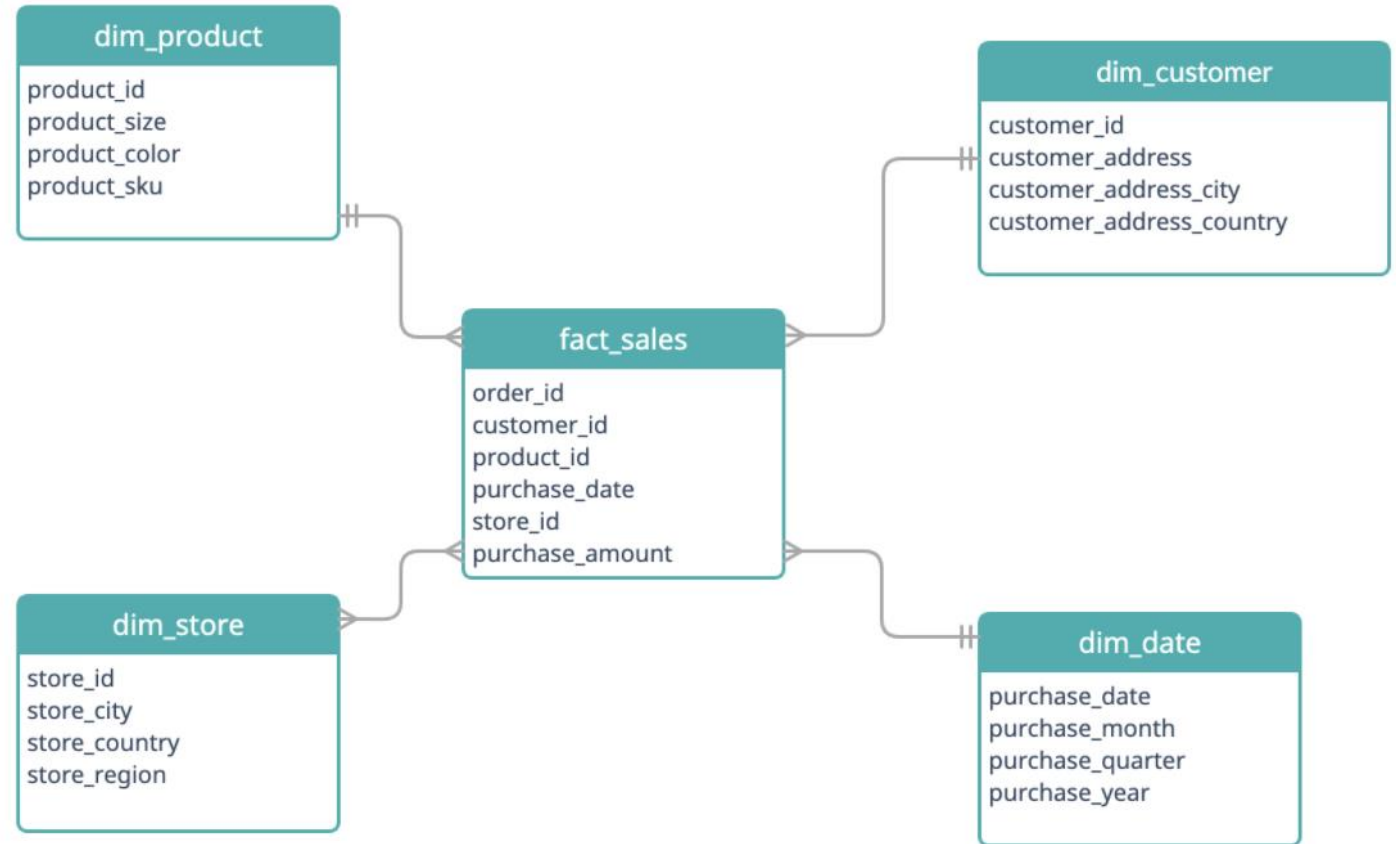 dim_product
product_id
product_size
product_color
product_sku
dim_customer
customer_id
customer_address
customer_address_city
customer_address_country
fact_sales
order_id
customer_id
product_id
purchase_date
store_id
purchase_amount
dim_store
store_id
store_city
store_country
store_region
dim_date
purchase_date
purchase_month
purchase_quarter
purchase_year